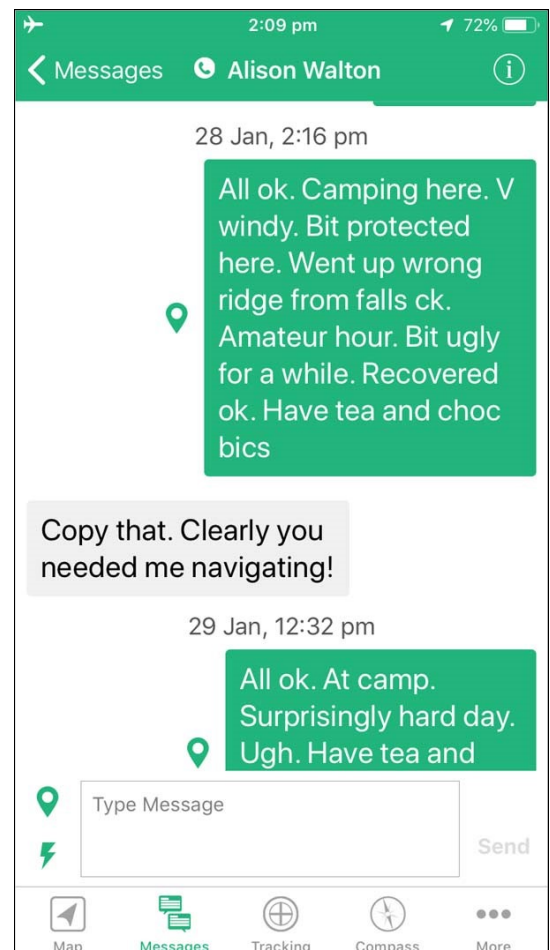 2:09 pm
72%
Messages
Alison Walton
28 Jan, 2:16 pm
All ok. Camping here. V
windy. Bit protected
here. Went up wrong
ridge from falls ck.
Amateur hour. Bit ugly
for a while. Recovered
ok. Have tea and choc
bics
Copy that. Clearly you
needed me navigating!
29 Jan, 12:32 pm
All ok. At camp.
Surprisingly hard day.
Ugh. Have tea and
Type Message
Send
Map
Messages
Tracking
Compass
More